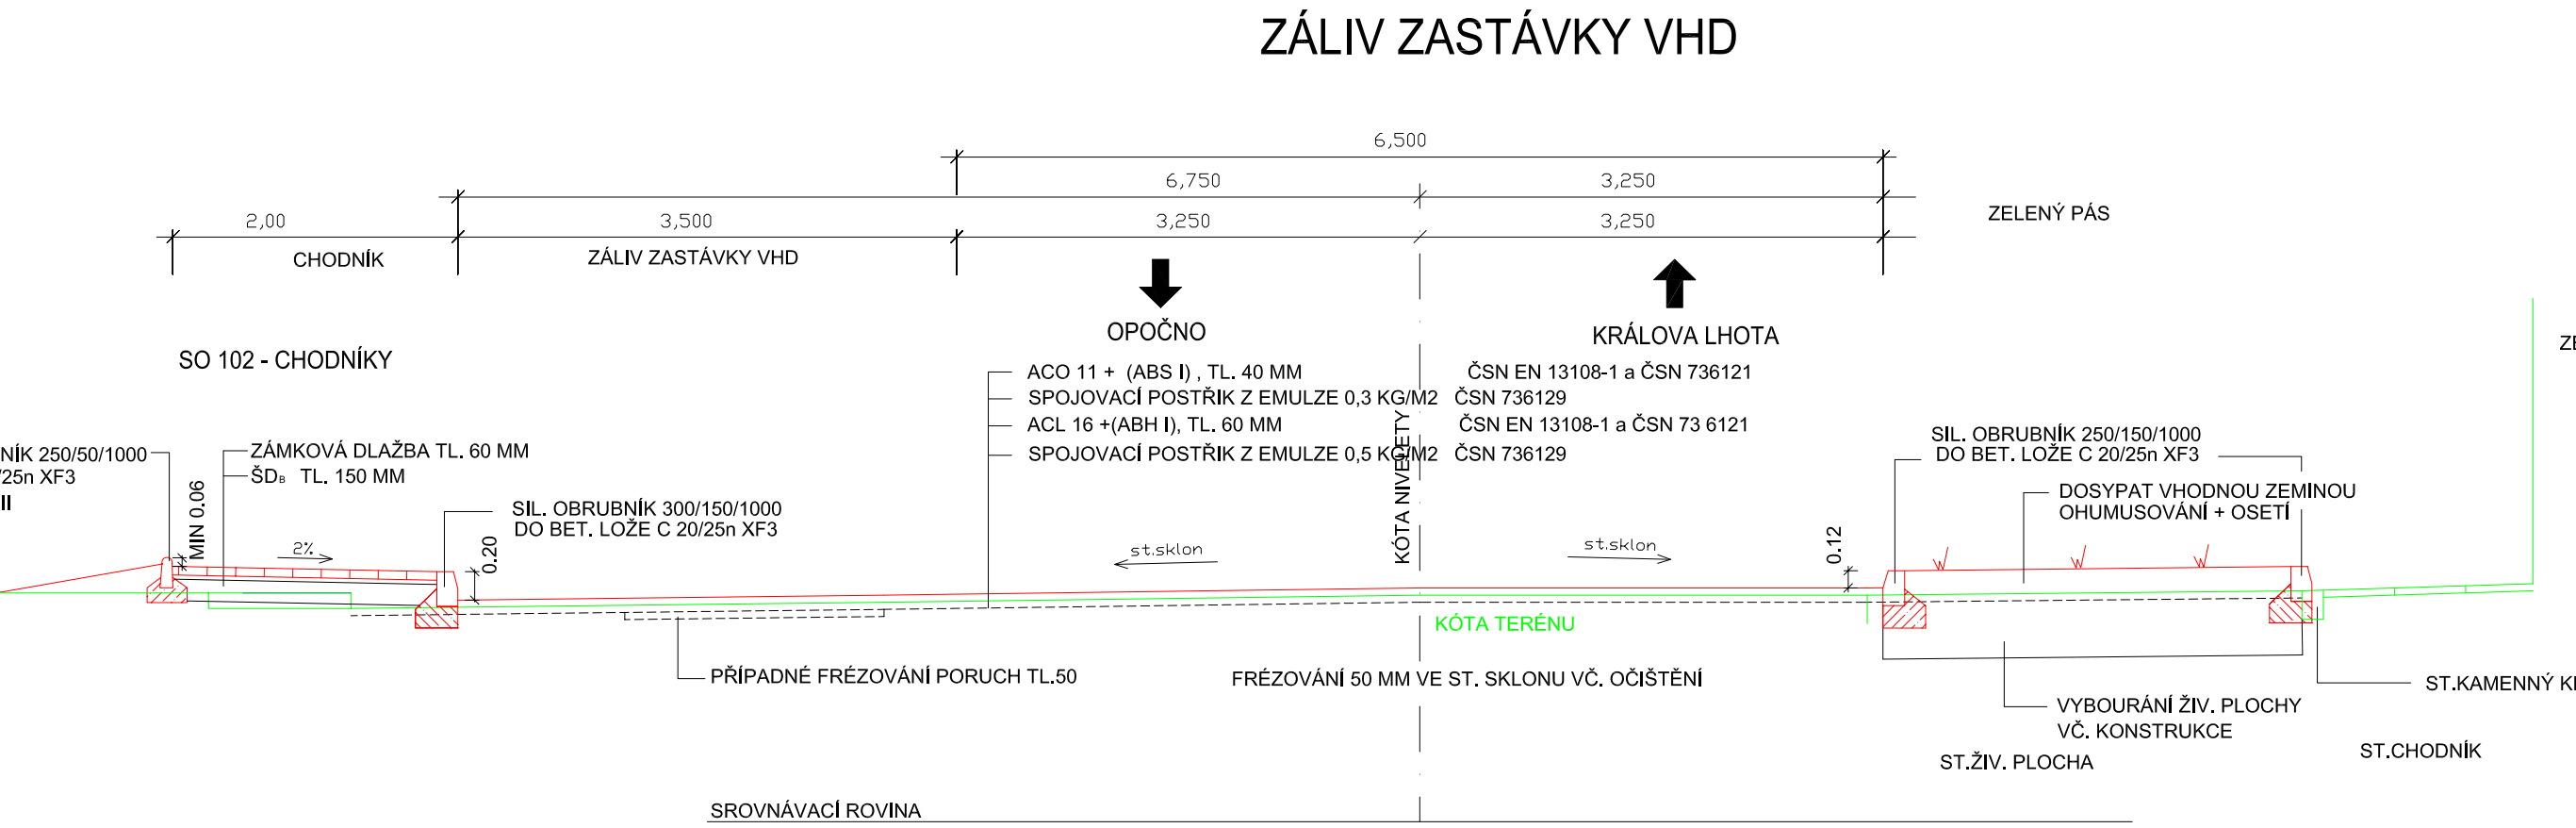 ZÁLIV ZASTÁVKY VHD
6,500
6,750
3,250
2,00
3,500
3,250
3,250
ZELENÝ PÁS
CHODNÍK
ZÁLIV ZASTÁVKY VHD
OPOČNO
KRÁLOVA LHOTA
SO 102 - CHODNÍKY
ACO 11 + (ABS I) , TL. 40 MM ČSN EN 13108-1 a ČSN 736121
SPOJOVACÍ POSTŘIK Z EMULZE 0,3 KG/M2 ČSN 736129
ACL 16 +(ABH I), TL. 60 MM ČSN EN 13108-1 a ČSN 73 6121
SPOJOVACÍ POSTŘIK Z EMULZE 0,5 KG/M2 ČSN 736129
KÓTA NIVELETY
NÍK 250/50/1000
/25n XF3
II
ZÁMKOVÁ DLAŽBA TL. 60 MM
ŠDB TL. 150 MM
MIN 0.06
SIL. OBRUBNÍK 300/150/1000
DO BET. LOŽE C 20/25n XF3
2%
0.20
st.sklon
st.sklon
0.12
SIL. OBRUBNÍK 250/150/1000
DO BET. LOŽE C 20/25n XF3
DOSYPAT VHODNOU ZEMINOU
OHUMUSOVÁNÍ + OSETÍ
ZE
KÓTA TERÉNU
PŘÍPADNÉ FRÉZOVÁNÍ PORUCH TL.50
FRÉZOVÁNÍ 50 MM VE ST. SKLONU VČ. OČIŠTĚNÍ
ST.KAMENNÝ K
VYBOURÁNÍ ŽIV. PLOCHY
VČ. KONSTRUKCE
ST.CHODNÍK
ST.ŽIV. PLOCHA
SROVNÁVACÍ ROVINA